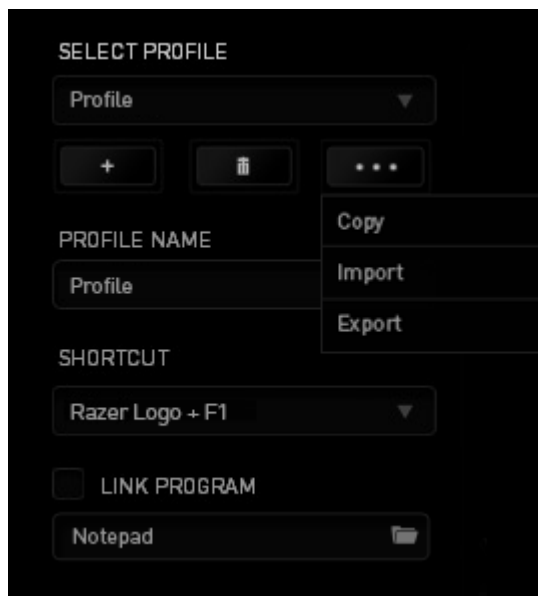 SELECT PROFILE
Profile
+
...
Copy
PROFILE NAME
Import
Profile
Export
SHORTCUT
Razer Logo + F1
LINK PROGRAM
Notepad